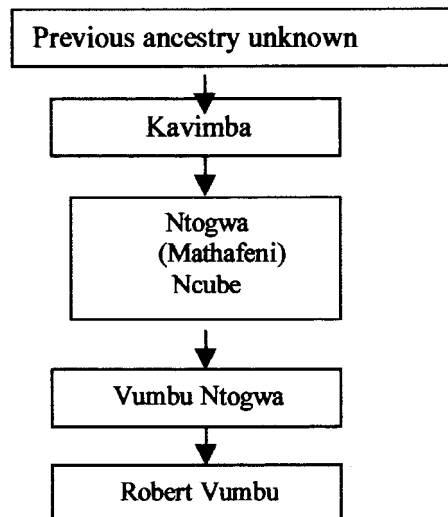 Previous ancestry unknown
Kavimba
Ntogwa
(Mathafeni)
Ncube
Vumbu Ntogwa
Robert Vumbu